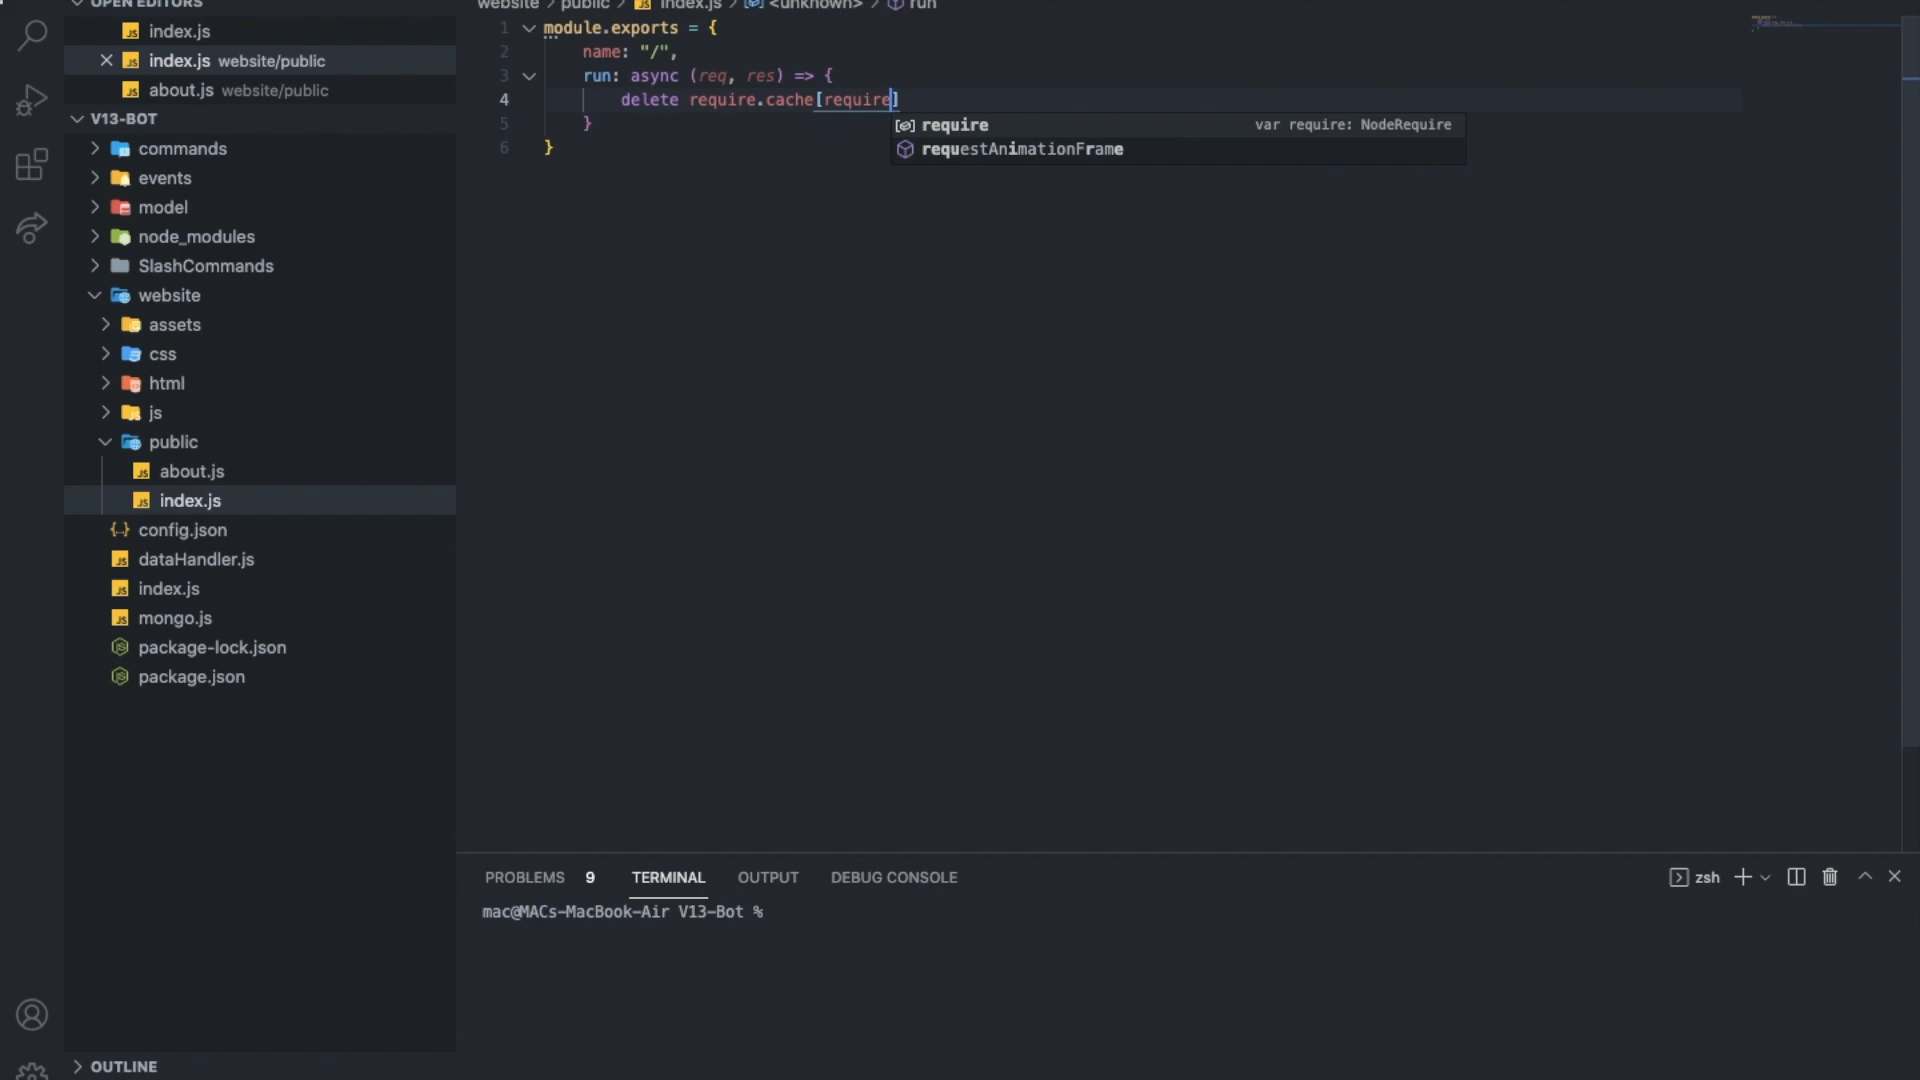 OPEN EDITORS
index.js
index.js website/public
about.js website/public
V13-BOT
commands
events
model
node_modules
SlashCommands
website
assets
css
html
js
public
about.js
index.js
config.json
dataHandler.js
index.js
mongo.js
package-lock.json
package.json
OUTLINE
website > public > JS index.js > <unknown> > run
1 module.exports = {
2 name: "/",
3 run: async (req, res) => {
4 delete require.cache[require]
5 }
6 }
require var require: NodeRequire
requestAnimationFrame
PROBLEMS 9 TERMINAL OUTPUT DEBUG CONSOLE zsh
mac@MACs-MacBook-Air V13-Bot %